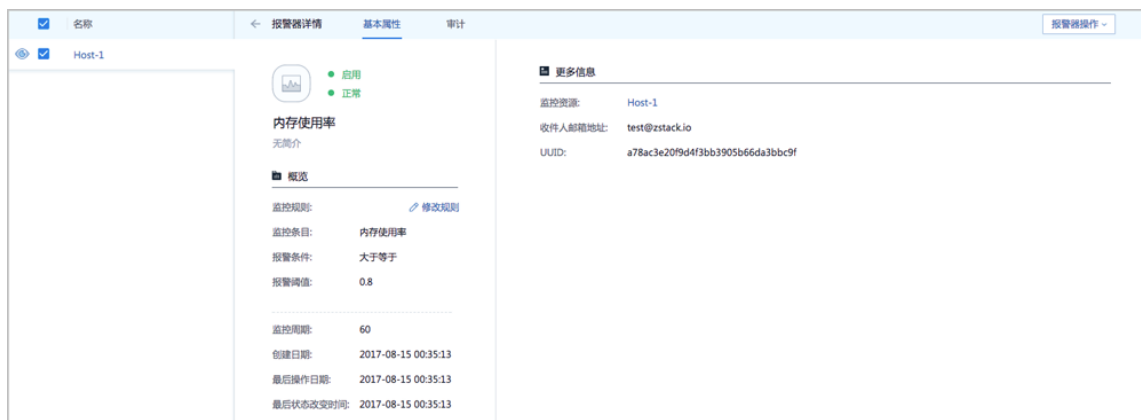 名称
Host-1
报警器详情 基本属性 审计
报警器操作
启用
正常
内存使用率
无简介
概览
监控规则: 修改规则
监控条目: 内存使用率
报警条件: 大于等于
报警阈值: 0.8
监控周期: 60
创建日期: 2017-08-15 00:35:13
最后操作日期: 2017-08-15 00:35:13
最后状态改变时间: 2017-08-15 00:35:13
更多信息
监控资源: Host-1
收件人邮箱地址: test@zstack.io
UUID: a78ac3e20f9d4f3bb3905b66da3bbc9f